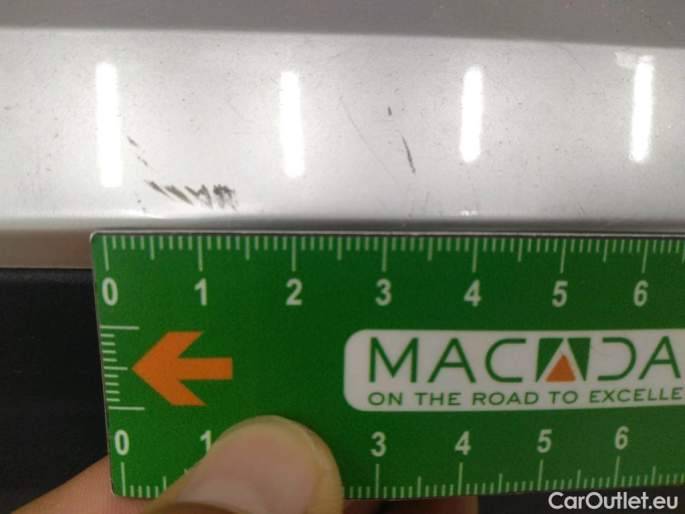 0 1 2 3 4 5 6
MACADA
ON THE ROAD TO EXCELLE
0 1 3 4 5 6
CarOutlet.eu